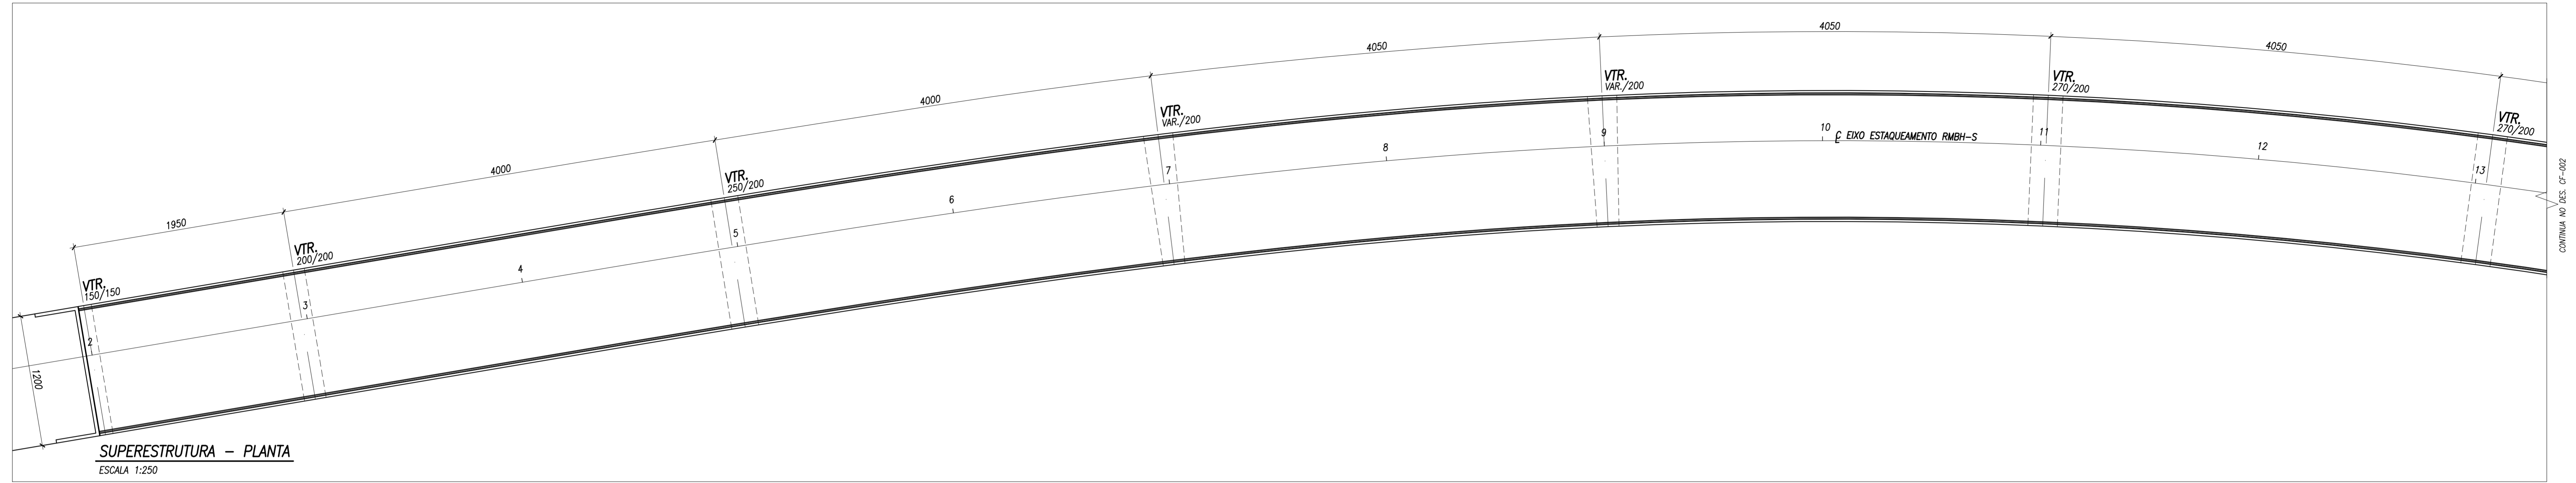 1950
4000
4000
4050
4050
4050
VTR.
150/150
VTR.
200/200
VTR.
250/200
VTR.
VAR./200
VTR.
VAR./200
VTR.
270/200
VTR.
270/200
2
3
4
5
6
7
8
9
10
11
12
13
℄ EIXO ESTAQUEAMENTO RMBH-S
1200
CONTINUA NO DES. CF-002
SUPERESTRUTURA - PLANTA
ESCALA 1:250